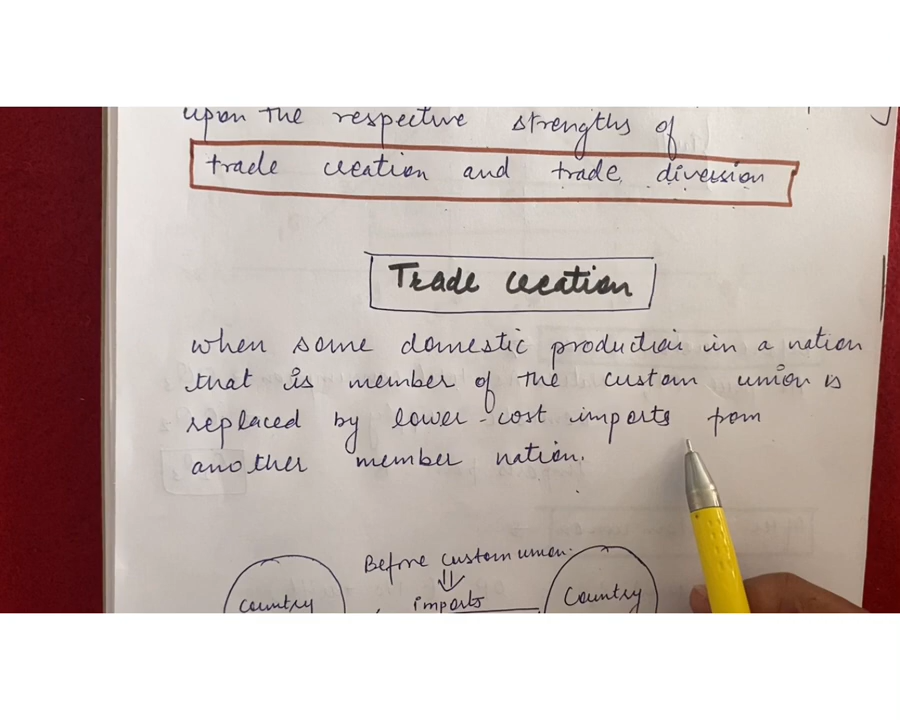 upon the respective strengths of
trade creation and trade diversion
Trade creation
when some domestic production in a nation
that is member of the custom union is
replaced by lower-cost imports from
another member nation.
Before custom union.
imports
Country
Country